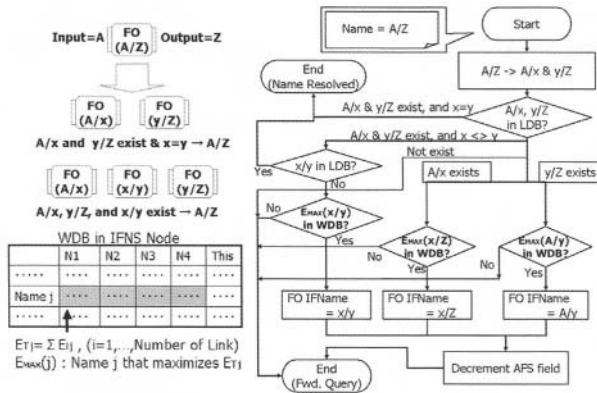 Input=A
FO
(A/Z)
Output=Z
FO
(A/x)
FO
(y/Z)
A/x and y/Z exist & x=y → A/Z
FO
(A/x)
FO
(x/y)
FO
(y/Z)
A/x, y/Z, and x/y exist → A/Z
WDB in IFNS Node
N1 N2 N3 N4 This
..... ..... ..... ..... ..... .....
Name j ..... ..... ..... ..... .....
..... ..... ..... ..... ..... .....
ETj= Σ Eij , (i=1,...,Number of Link)
EMAX(j) : Name j that maximizes ETj
Name = A/Z
Start
End
(Name Resolved)
A/Z -> A/x & y/Z
A/x & y/Z exist, and x=y
A/x, y/Z
in LDB?
A/x & y/Z exist, and x <> y
Not exist
x/y in LDB?
Yes
No
A/x exists
y/Z exists
No
EMAX(x/y)
in WDB?
Yes
EMAX(x/Z)
in WDB?
No
Yes
EMAX(A/y)
in WDB?
No
Yes
FO IFName
= x/y
FO IFName
= x/Z
FO IFName
= A/y
End
(Fwd. Query)
Decrement AFS field